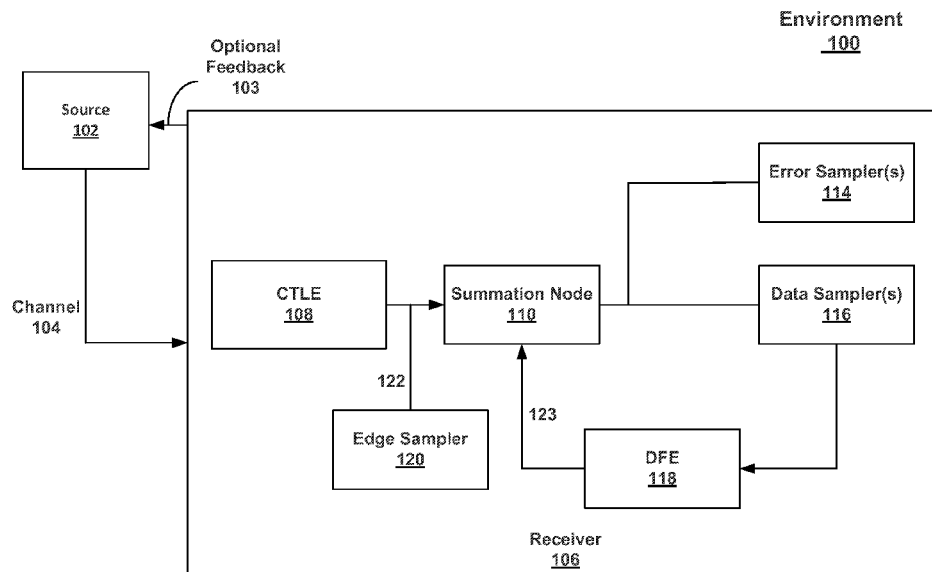 Environment
100
Optional
Feedback
103
Source
102
Error Sampler(s)
114
CTLE
108
Summation Node
110
Data Sampler(s)
116
Channel
104
122
123
Edge Sampler
120
DFE
118
Receiver
106